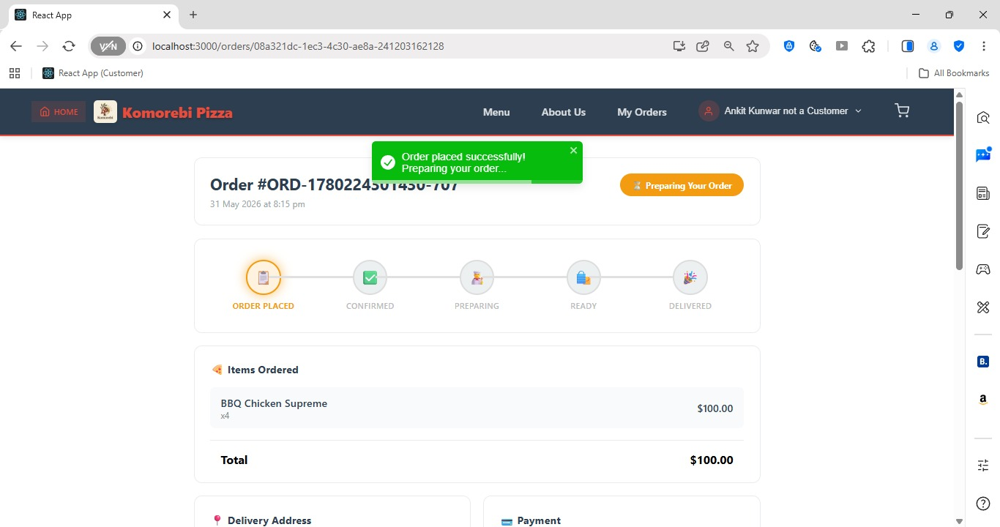 React App
VPN
localhost:3000/orders/08a321dc-1ec3-4c30-ae8a-241203162128
React App (Customer)
All Bookmarks
HOME
Komorebi
Komorebi Pizza
Menu
About Us
My Orders
Ankit Kunwar not a Customer
Order placed successfully!
Preparing your order...
Order #ORD-1780224301430-707
Preparing Your Order
31 May 2026 at 8:15 pm
ORDER PLACED
CONFIRMED
PREPARING
READY
DELIVERED
Items Ordered
BBQ Chicken Supreme
$100.00
x4
Total
$100.00
Delivery Address
Payment
B.
a